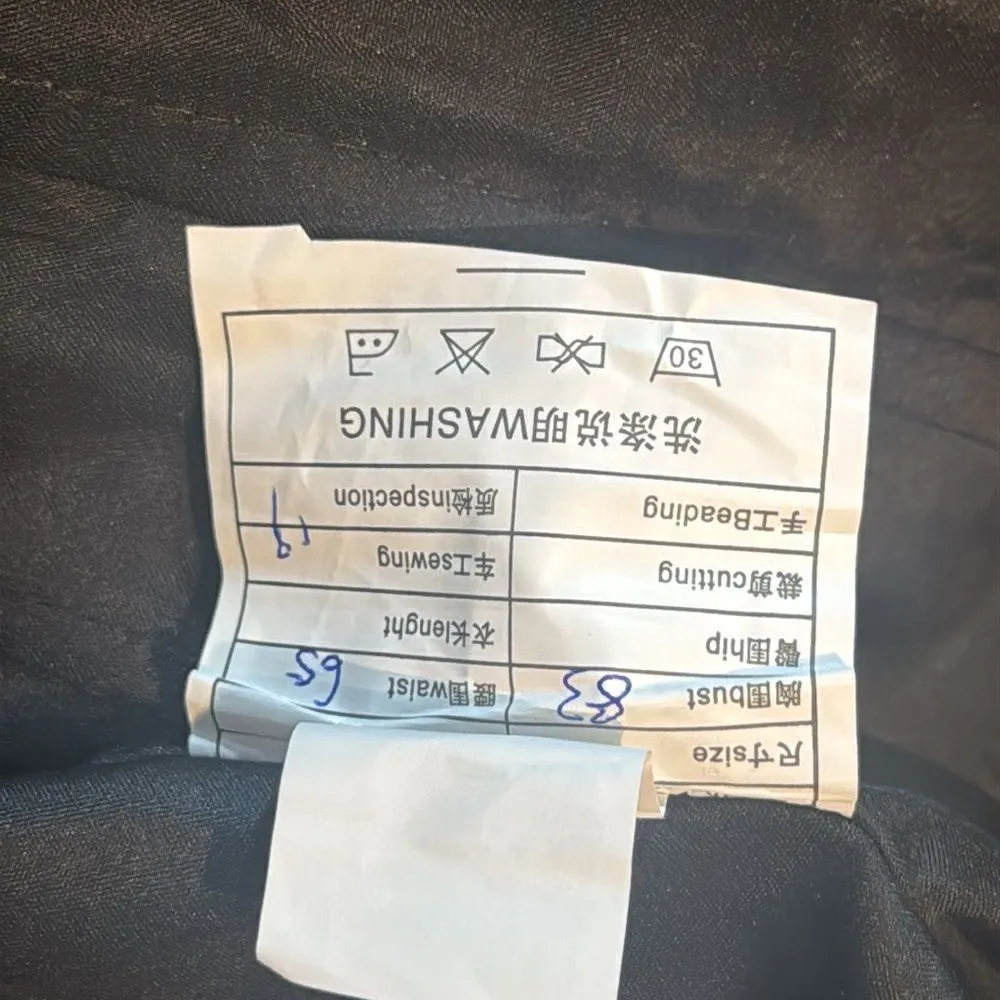 尺寸size
胸围bust 83 腰围waist 65
臀围hip 衣长lenght
裁剪cutting 车工sewing 19
手工Beading 质检inspection
洗涤说明WASHING
30